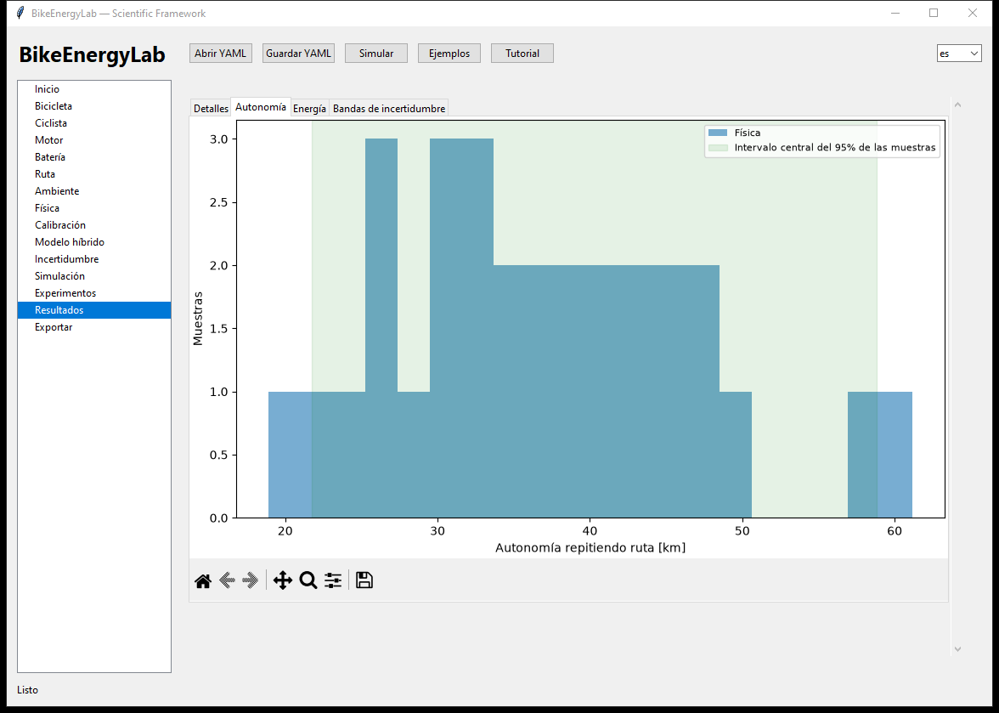 BikeEnergyLab — Scientific Framework
BikeEnergyLab
Abrir YAML
Guardar YAML
Simular
Ejemplos
Tutorial
es
Inicio
Bicicleta
Ciclista
Motor
Batería
Ruta
Ambiente
Física
Calibración
Modelo híbrido
Incertidumbre
Simulación
Experimentos
Resultados
Exportar
Detalles
Autonomía
Energía
Bandas de incertidumbre
Física
Intervalo central del 95% de las muestras
Muestras
3.0
2.5
2.0
1.5
1.0
0.5
0.0
20
30
40
50
60
Autonomía repitiendo ruta [km]
Listo